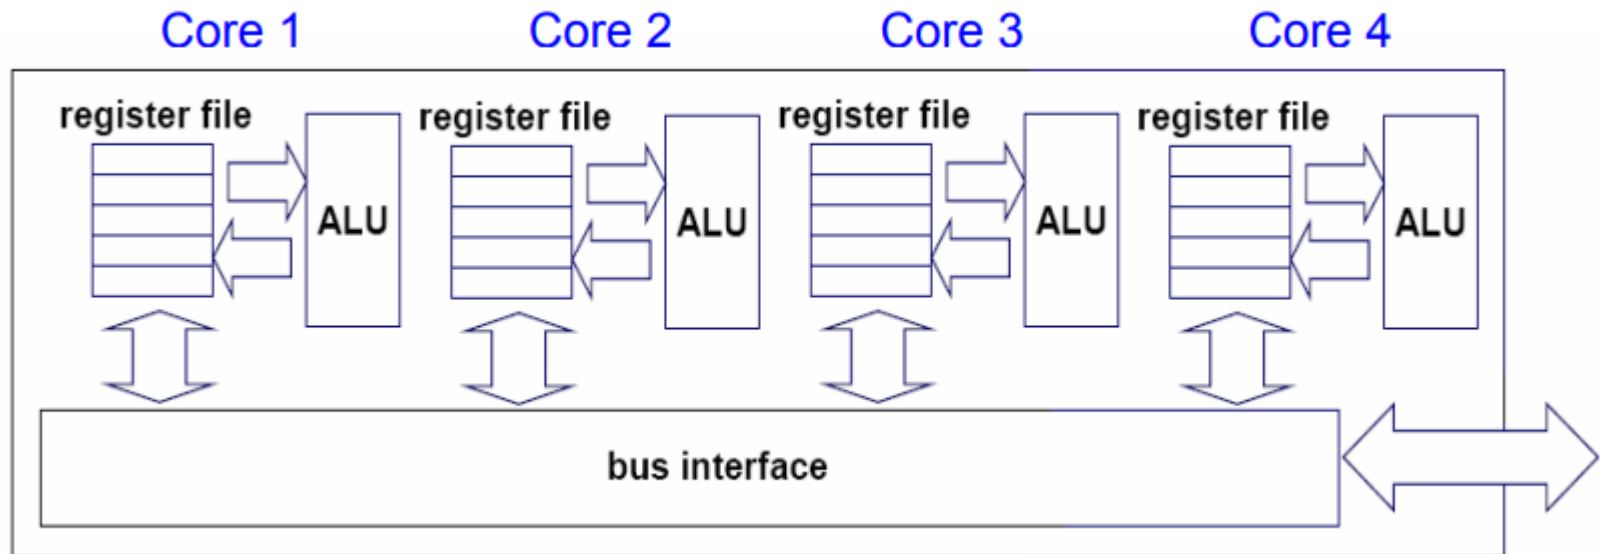 Core 1 Core 2 Core 3 Core 4
register file register file register file register file
ALU ALU ALU ALU
bus interface